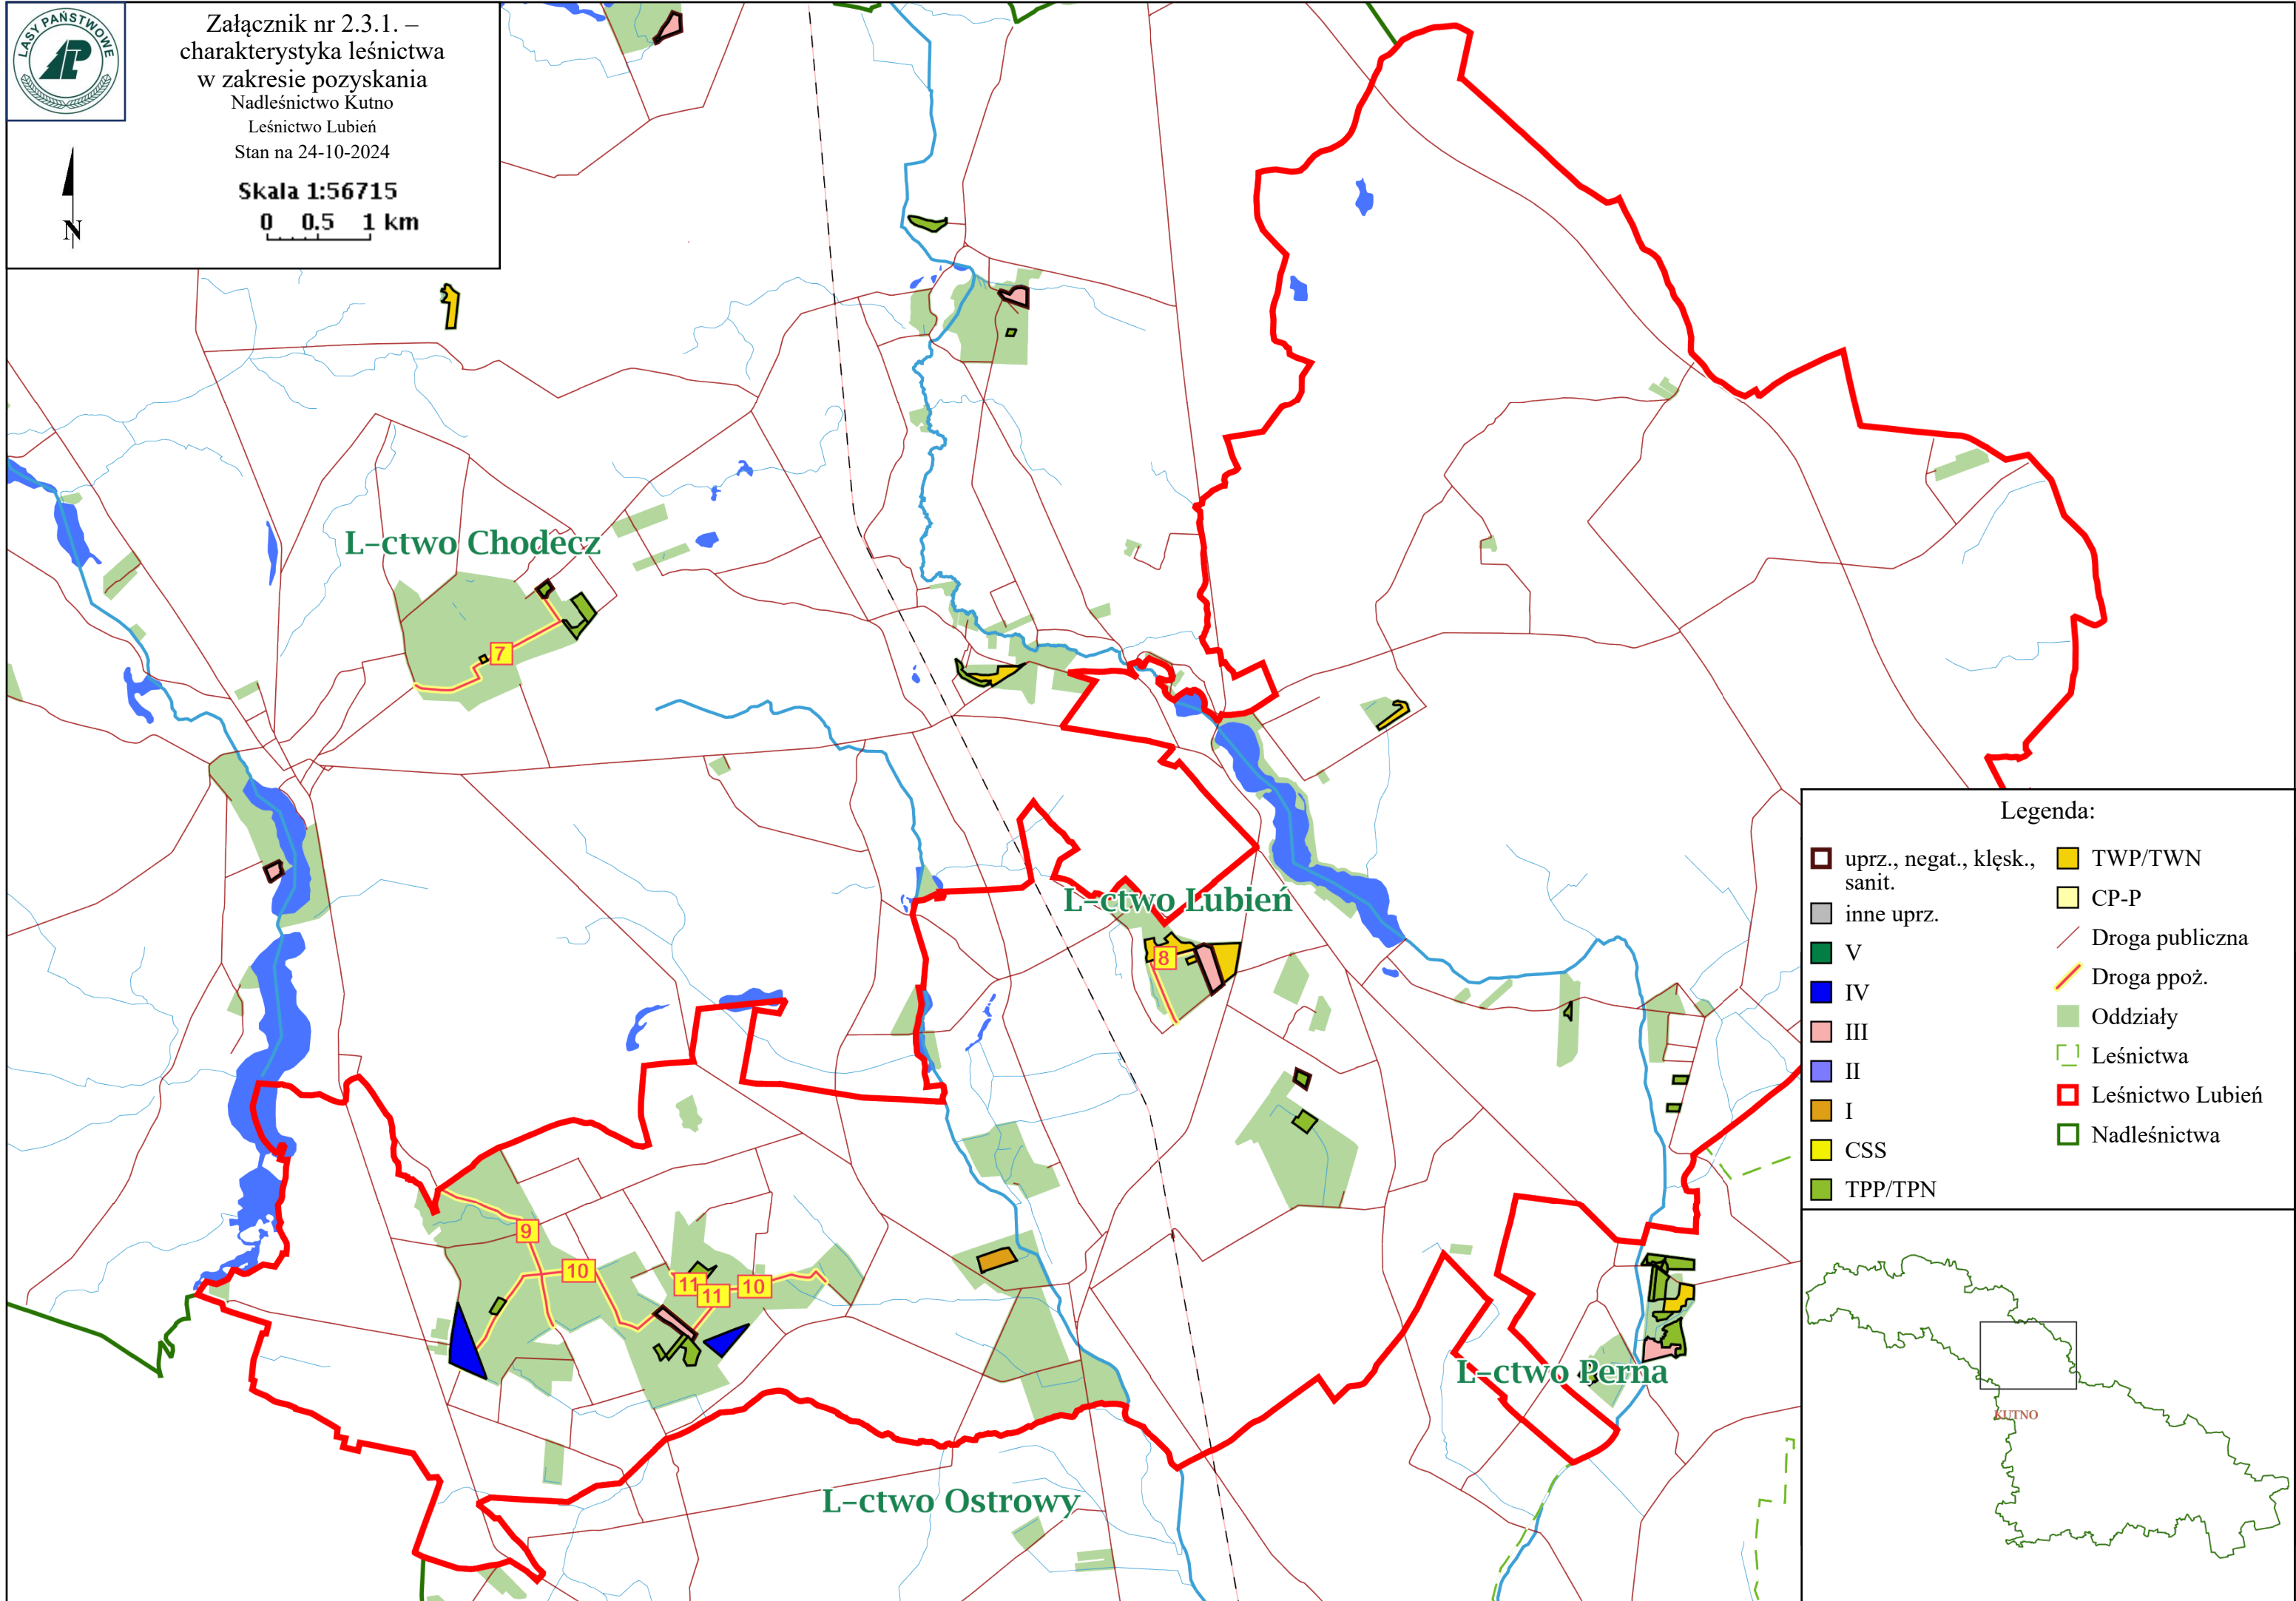 LASY PAŃSTWOWE
Załącznik nr 2.3.1. –
charakterystyka leśnictwa
w zakresie pozyskania
Nadleśnictwo Kutno
Leśnictwo Lubień
Stan na 24-10-2024
Skala 1:56715
0 0.5 1 km
N
L-ctwo Chodecz
7
L-ctwo Lubień
8
9
10
11
11
10
L-ctwo Perna
L-ctwo Ostrowy
Legenda:
uprz., negat., klęsk.,
sanit.
inne uprz.
V
IV
III
II
I
CSS
TPP/TPN
TWP/TWN
CP-P
Droga publiczna
Droga ppoż.
Oddziały
Leśnictwa
Leśnictwo Lubień
Nadleśnictwa
KUTNO